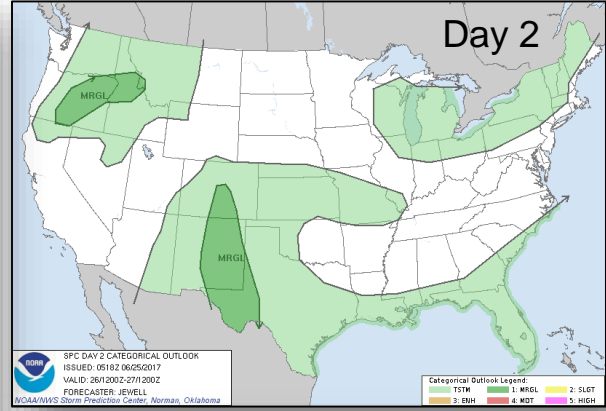 Day 2
MRGL
MRGL
NOAA
SPC DAY 2 CATEGORICAL OUTLOOK
ISSUED: 0518Z 06/25/2017
VALID: 26/1200Z-27/1200Z
FORECASTER: JEWELL
NOAA/NWS Storm Prediction Center, Norman, Oklahoma
Categorical Outlook Legend:
TSTM 1: MRGL 2: SLGT
3: ENH 4: MDT 5: HIGH